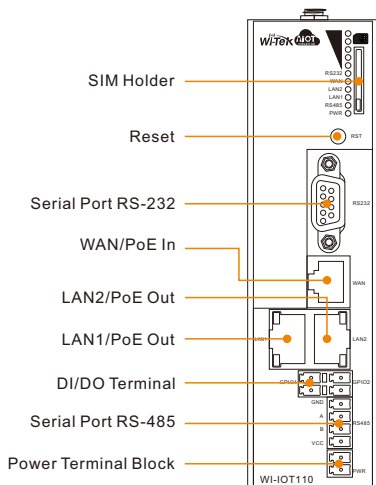 Wi-Tek AIOT
RS232
WAN
LAN2
LAN1
RS485
PWR
SIM Holder
Reset
RST
Serial Port RS-232
RS232
WAN/PoE In
WAN
LAN2/PoE Out
LAN1/PoE Out
LAN1
LAN2
DI/DO Terminal
GPIO1
GPIO2
GND
A
Serial Port RS-485
RS485
B
VCC
Power Terminal Block
PWR
WI-IOT110